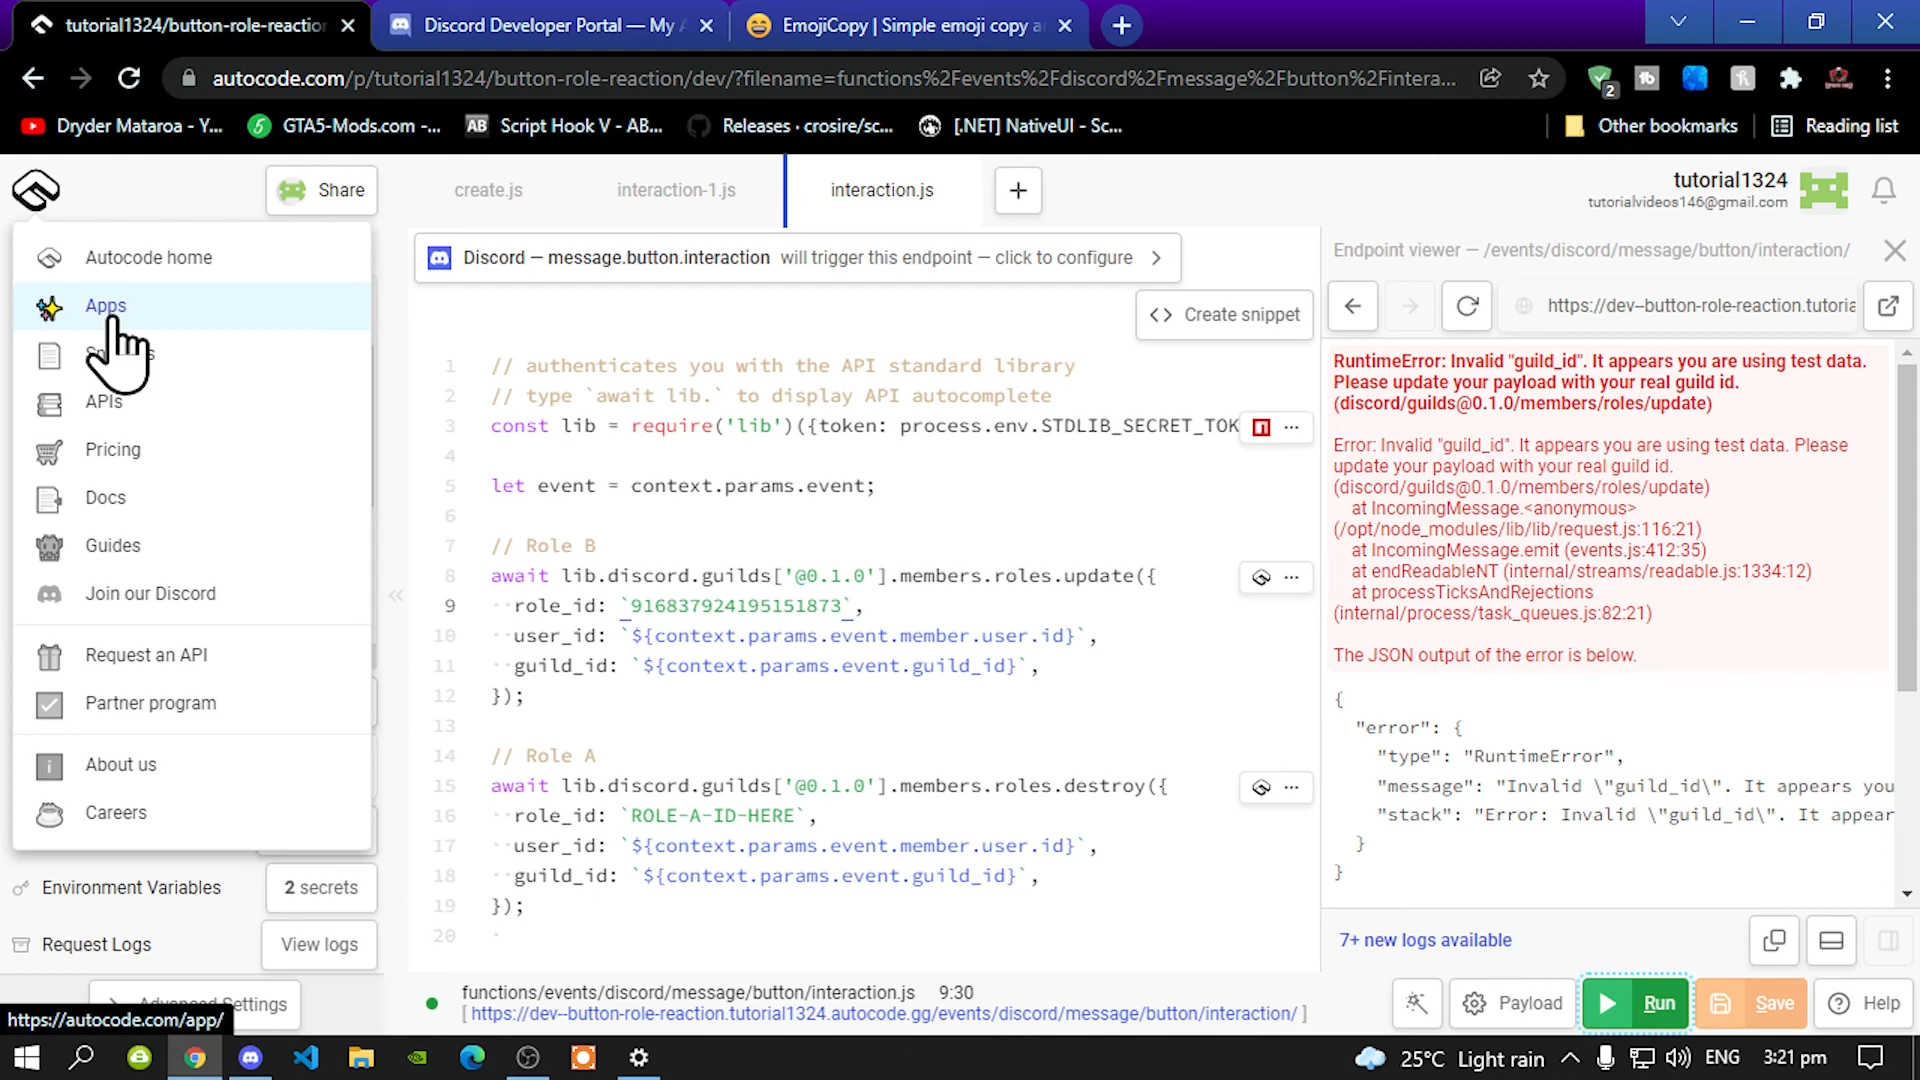 tutorial1324/button-role-reaction
Discord Developer Portal — My A
EmojiCopy | Simple emoji copy a
autocode.com/p/tutorial1324/button-role-reaction/dev/?filename=functions%2Fevents%2Fdiscord%2Fmessage%2Fbutton%2Fintera...
2
Dryder Mataroa - Y...
GTA5-Mods.com -...
AB Script Hook V - AB...
Releases · crosire/sc...
[.NET] NativeUI - Sc...
Other bookmarks
Reading list
Share
create.js
interaction-1.js
interaction.js
tutorial1324
tutorialvideos146@gmail.com
Autocode home
Apps
APIs
Pricing
Docs
Guides
Join our Discord
Request an API
Partner program
About us
Careers
Environment Variables
2 secrets
Request Logs
View logs
Advanced Settings
https://autocode.com/app/
Discord — message.button.interaction will trigger this endpoint — click to configure
Create snippet
1 // authenticates you with the API standard library
2 // type `await lib.` to display API autocomplete
3 const lib = require('lib')({token: process.env.STDLIB_SECRET_TOK
4
5 let event = context.params.event;
6
7 // Role B
8 await lib.discord.guilds['@0.1.0'].members.roles.update({
9 role_id: `916837924195151873`,
10 user_id: `${context.params.event.member.user.id}`,
11 guild_id: `${context.params.event.guild_id}`,
12 });
13
14 // Role A
15 await lib.discord.guilds['@0.1.0'].members.roles.destroy({
16 role_id: `ROLE-A-ID-HERE`,
17 user_id: `${context.params.event.member.user.id}`,
18 guild_id: `${context.params.event.guild_id}`,
19 });
20
functions/events/discord/message/button/interaction.js 9:30
[ https://dev--button-role-reaction.tutorial1324.autocode.gg/events/discord/message/button/interaction/ ]
Endpoint viewer — /events/discord/message/button/interaction/
https://dev--button-role-reaction.tutoria
RuntimeError: Invalid "guild_id". It appears you are using test data.
Please update your payload with your real guild id.
(discord/guilds@0.1.0/members/roles/update)
Error: Invalid "guild_id". It appears you are using test data. Please
update your payload with your real guild id.
(discord/guilds@0.1.0/members/roles/update)
at IncomingMessage.<anonymous>
(/opt/node_modules/lib/lib/request.js:116:21)
at IncomingMessage.emit (events.js:412:35)
at endReadableNT (internal/streams/readable.js:1334:12)
at processTicksAndRejections
(internal/process/task_queues.js:82:21)
The JSON output of the error is below.
{
"error": {
"type": "RuntimeError",
"message": "Invalid \"guild_id\". It appears you
"stack": "Error: Invalid \"guild_id\". It appear
}
}
7+ new logs available
Payload
Run
Save
Help
25°C Light rain
ENG
3:21 pm